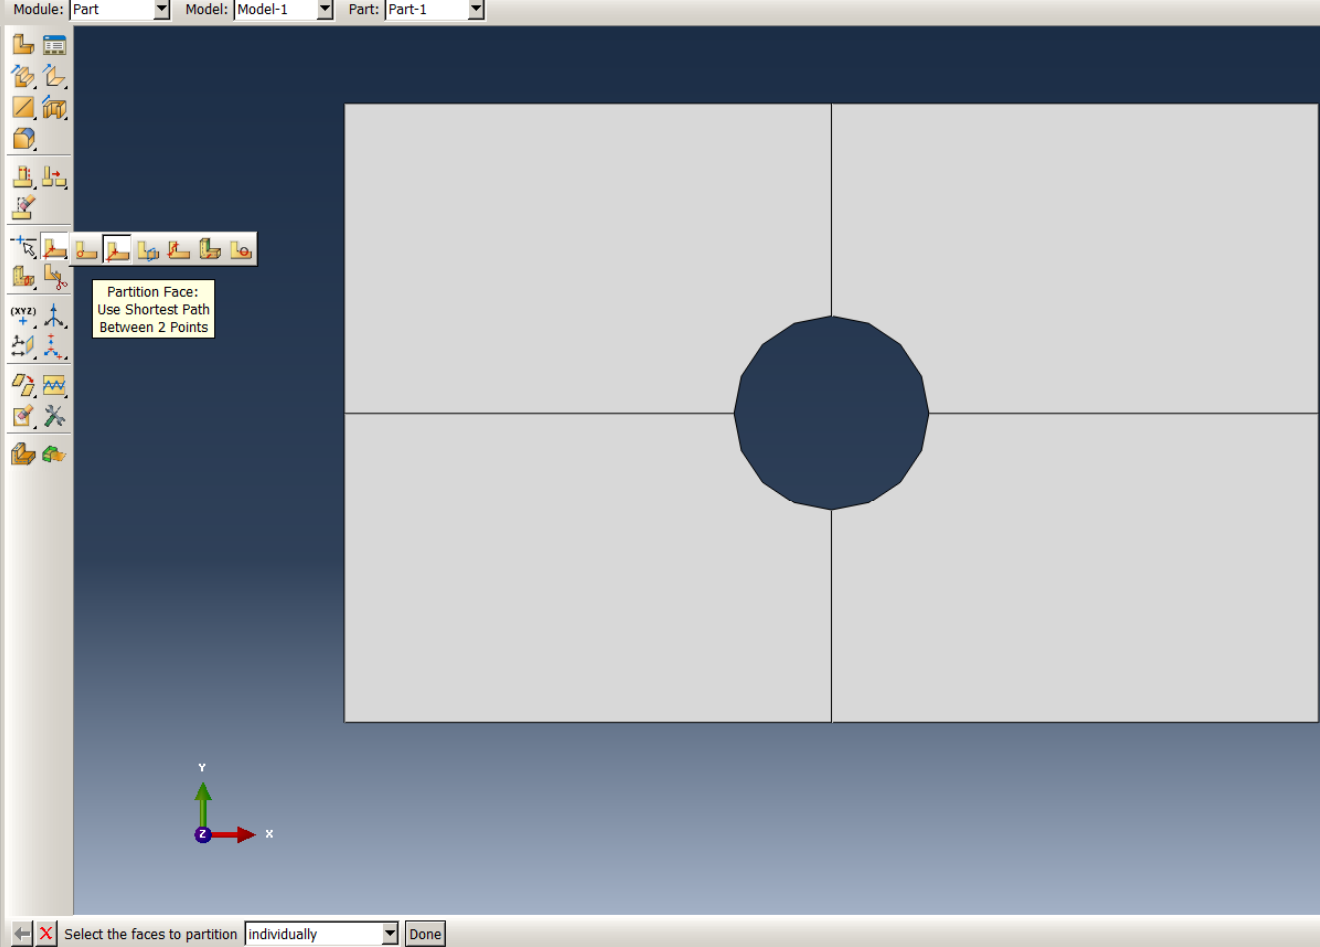 Module: Part Model: Model-1 Part: Part-1
(XYZ)
Partition Face:
Use Shortest Path
Between 2 Points
Y
Z X
Select the faces to partition individually Done